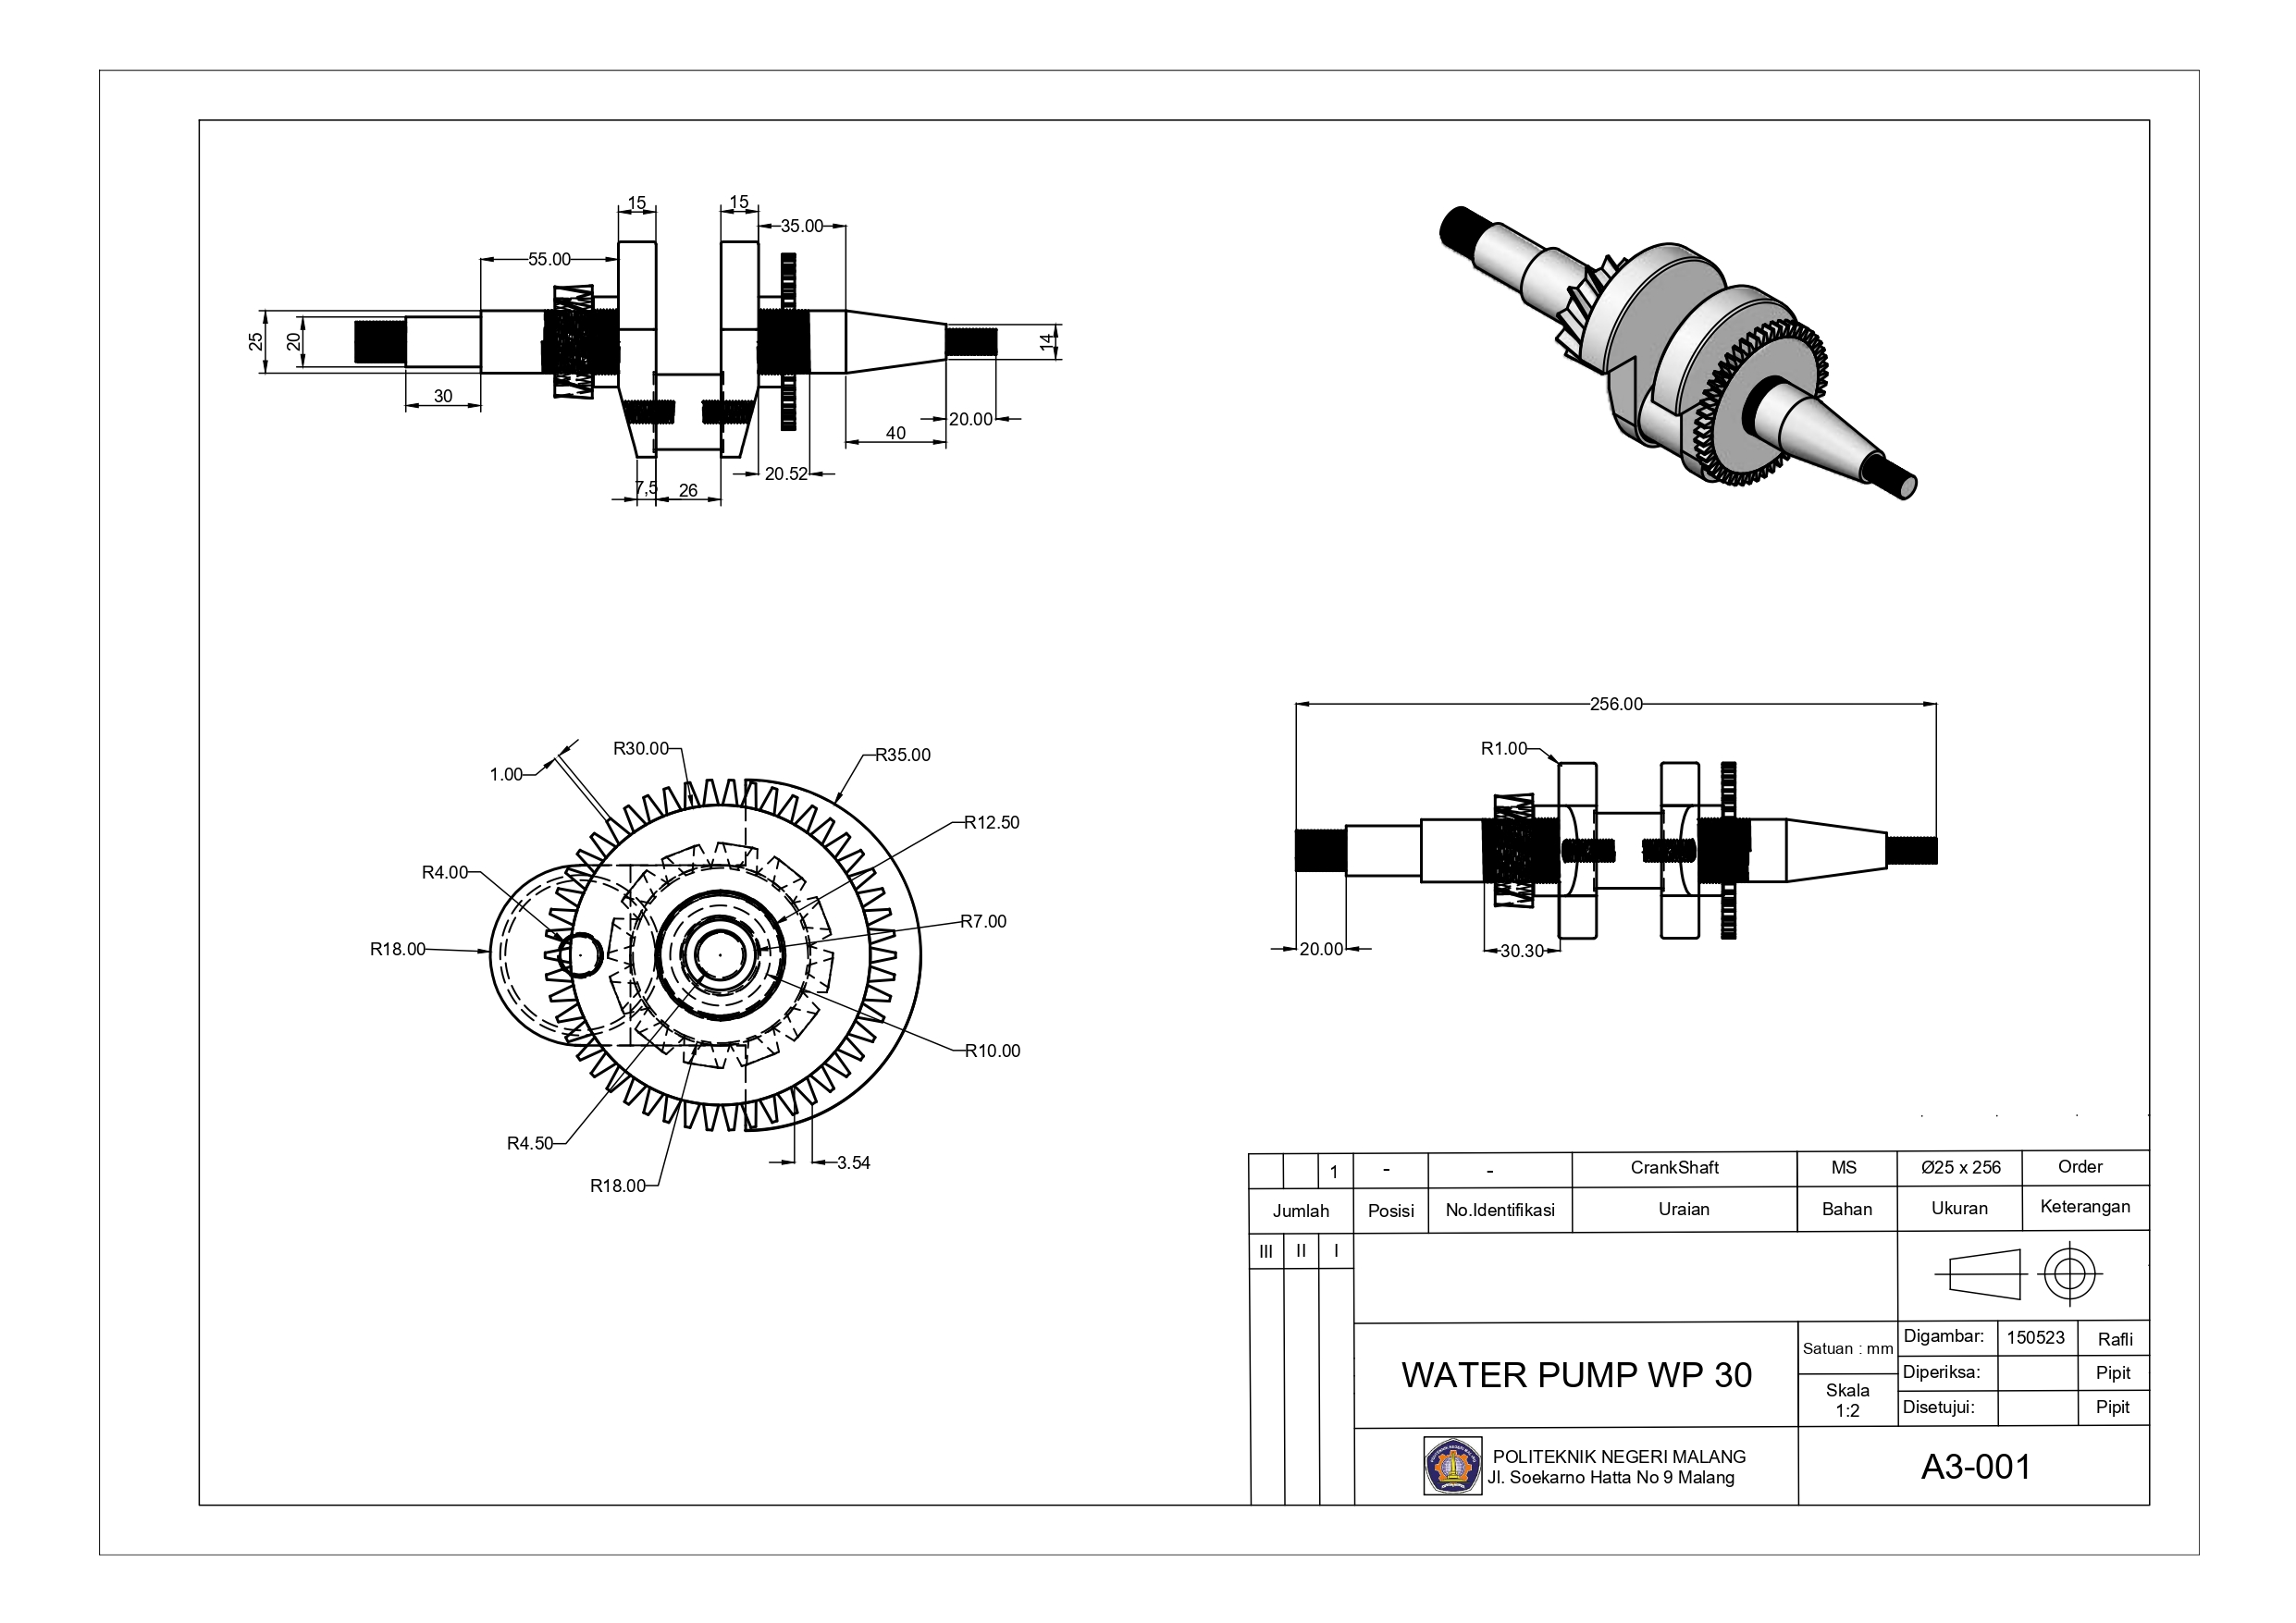 15
15
35.00
55.00
25
20
14
30
20.00
40
20.52
7,5
26
256.00
R1.00
20.00
30.30
R30.00
R35.00
1.00
R12.50
R4.00
R7.00
R18.00
R10.00
R4.50
3.54
R18.00
1 - - CrankShaft MS Ø25 x 256 Order
Jumlah Posisi No.Identifikasi Uraian Bahan Ukuran Keterangan
III II I
WATER PUMP WP 30
Satuan : mm
Skala
1:2
Digambar: 150523 Rafli
Diperiksa: Pipit
Disetujui: Pipit
POLITEKNIK NEGERI MALANG
Jl. Soekarno Hatta No 9 Malang
A3-001